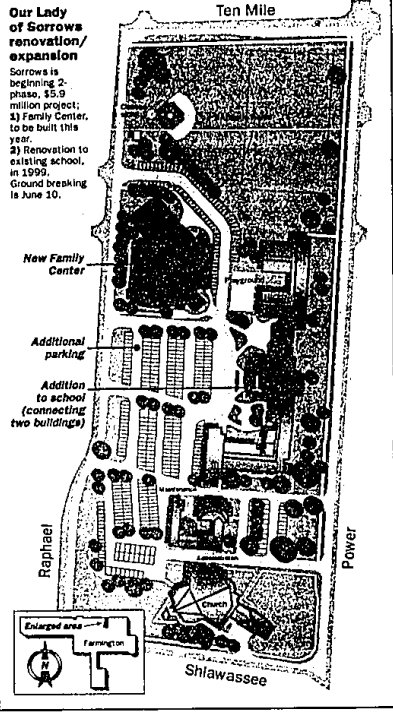 Our Lady
of Sorrows
renovation/
expansion
Sorrows is
beginning 2-
phase, $5.9
million project;
1) Family Center,
to be built this
year.
2) Renovation to
existing school,
in 1999.
Ground breaking
is June 10.
Ten Mile
New Family
Center
Playground
Additional
parking
Addition
to school
(connecting
two buildings)
Maintenance
Raphael
Power
Church
Enlarged area
Farmington
N
Shiawassee